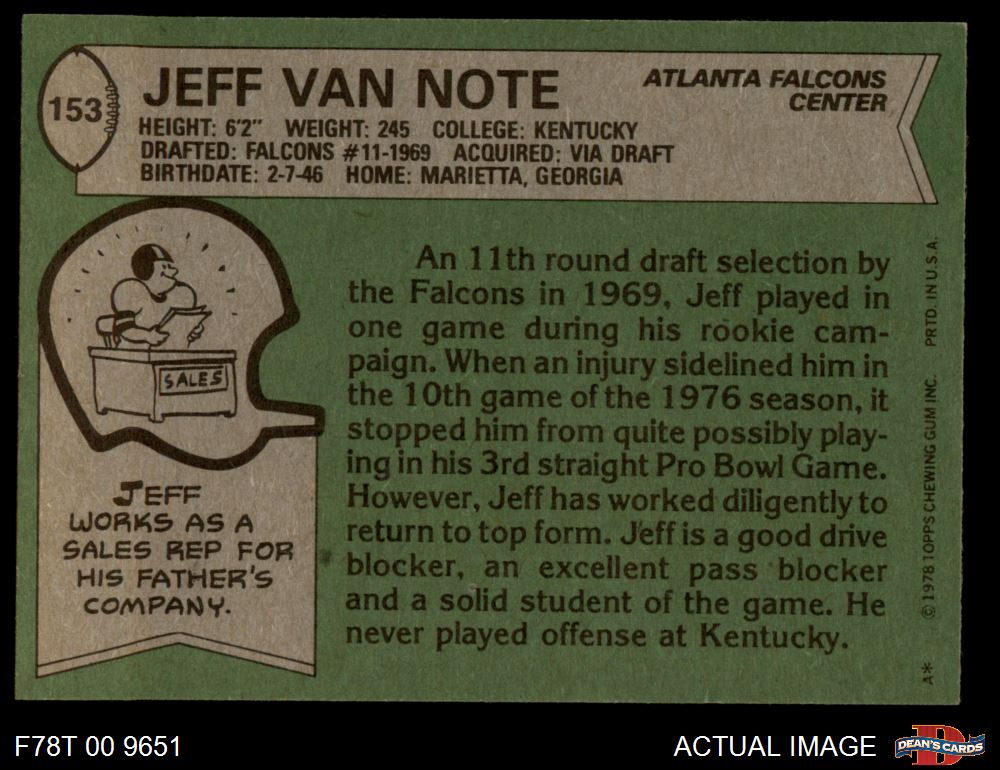 153
JEFF VAN NOTE
ATLANTA FALCONS
CENTER
HEIGHT: 6'2" WEIGHT: 245 COLLEGE: KENTUCKY
DRAFTED: FALCONS #11-1969 ACQUIRED: VIA DRAFT
BIRTHDATE: 2-7-46 HOME: MARIETTA, GEORGIA
SALES
JEFF
WORKS AS A
SALES REP FOR
HIS FATHER'S
COMPANY.
An 11th round draft selection by
the Falcons in 1969, Jeff played in
one game during his rookie cam-
paign. When an injury sidelined him in
the 10th game of the 1976 season, it
stopped him from quite possibly play-
ing in his 3rd straight Pro Bowl Game.
However, Jeff has worked diligently to
return to top form. Jeff is a good drive
blocker, an excellent pass blocker
and a solid student of the game. He
never played offense at Kentucky.
A* © 1978 TOPPS CHEWING GUM INC. PRTD. IN U.S.A.
F78T 00 9651
ACTUAL IMAGE
D
DEAN'S CARDS